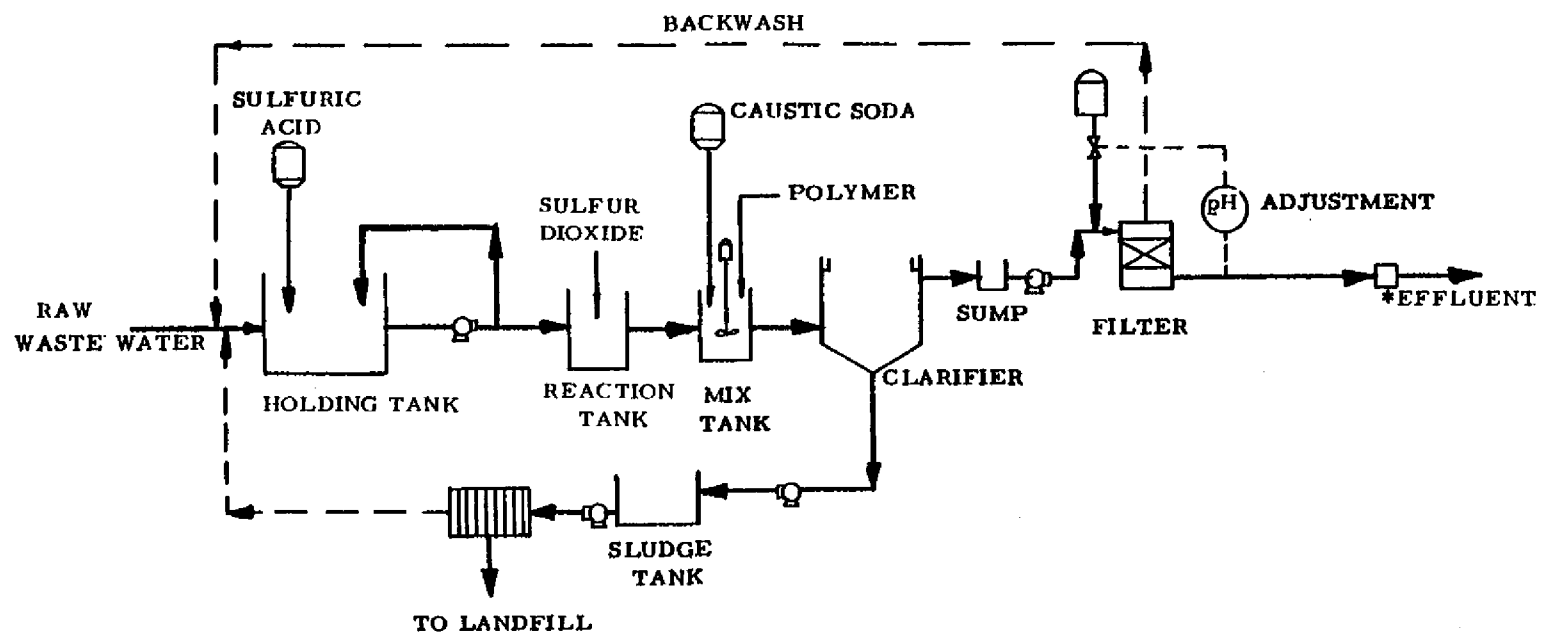 BACKWASH
SULFURIC
ACID
CAUSTIC SODA
POLYMER
SULFUR
DIOXIDE
pH
ADJUSTMENT
RAW
WASTE WATER
HOLDING TANK
REACTION
TANK
MIX
TANK
CLARIFIER
SUMP
FILTER
*EFFLUENT
SLUDGE
TANK
TO LANDFILL